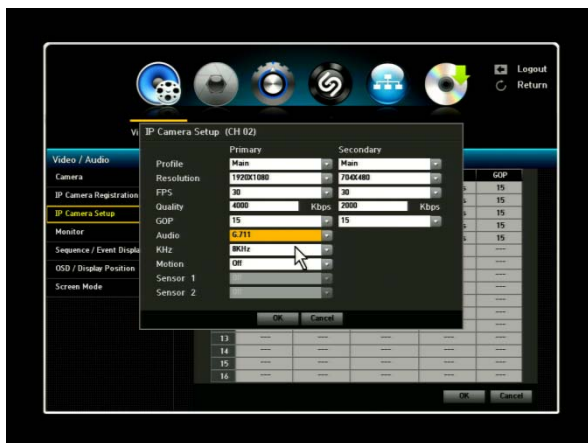 Logout
Return
Vi
IP Camera Setup (CH 02)
Primary Secondary
Video / Audio
Camera
IP Camera Registration
IP Camera Setup
Monitor
Sequence / Event Displa
OSD / Display Position
Screen Mode
Profile Main Main
Resolution 1920X1080 704X480
FPS 30 30
Quality 4000 Kbps 2000 Kbps
GOP 15 15
Audio G.711
KHz 8KHz
Motion Off
Sensor 1
Sensor 2
OK Cancel
GOP
s 15
15
s 15
s 15
s 15
---
---
---
---
---
---
---
13 --- --- --- --- ---
14 --- --- --- --- ---
15 --- --- --- --- ---
16 --- --- --- --- ---
OK Cancel